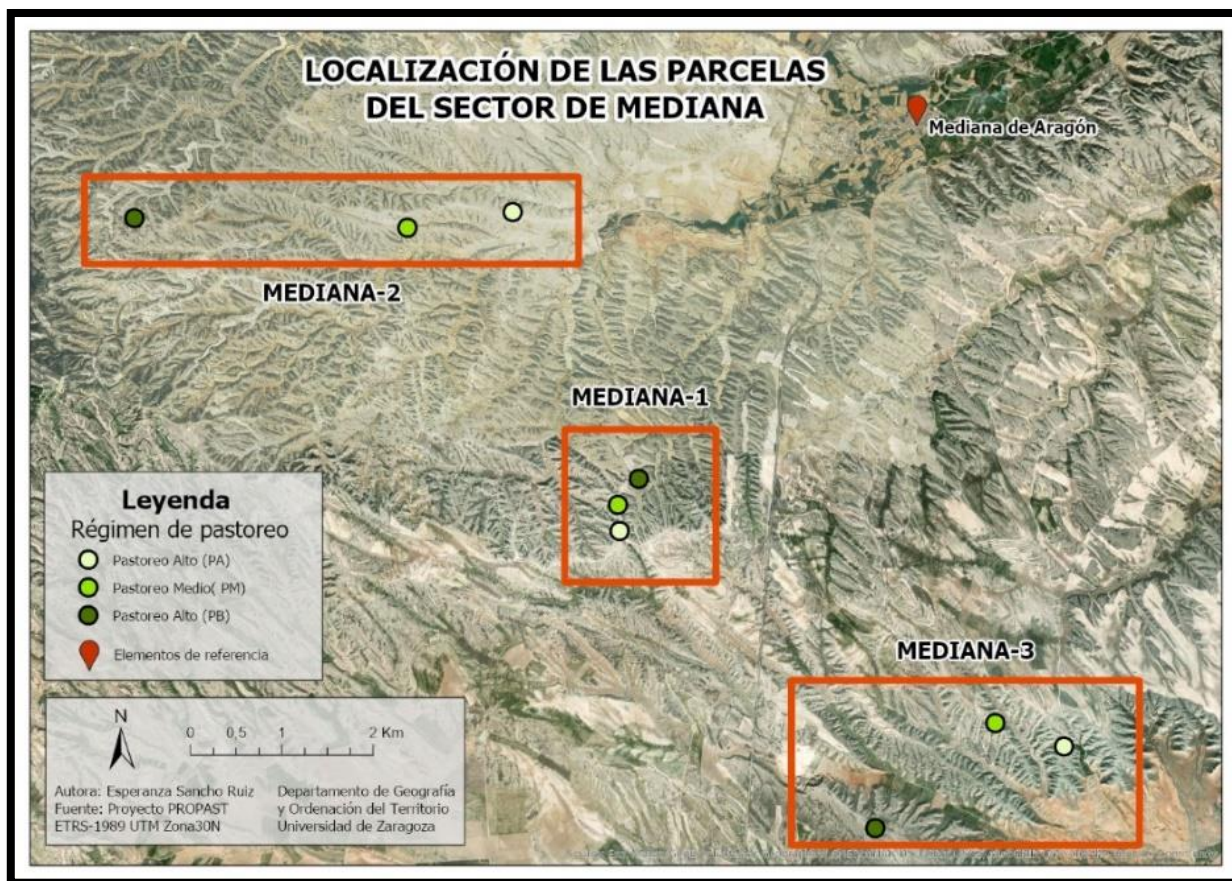 LOCALIZACIÓN DE LAS PARCELAS
DEL SECTOR DE MEDIANA
Mediana de Aragón
MEDIANA-2
MEDIANA-1
MEDIANA-3
Leyenda
Régimen de pastoreo
Pastoreo Alto (PA)
Pastoreo Medio( PM)
Pastoreo Alto (PB)
Elementos de referencia
N
0 0,5 1 2 Km
Autora: Esperanza Sancho Ruiz
Fuente: Proyecto PROPAST
ETRS-1989 UTM Zona30N
Departamento de Geografía
y Ordenación del Territorio
Universidad de Zaragoza